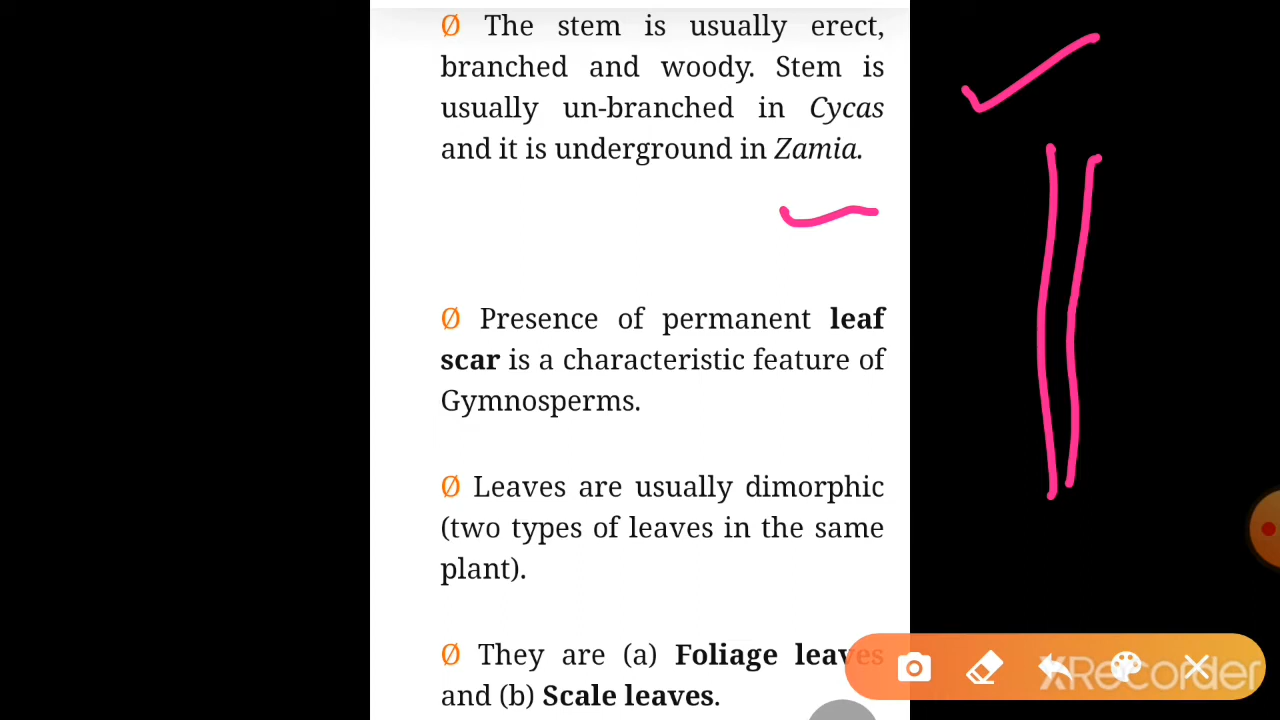 Ø The stem is usually erect,
branched and woody. Stem is
usually un-branched in Cycas
and it is underground in Zamia.
Ø Presence of permanent leaf
scar is a characteristic feature of
Gymnosperms.
Ø Leaves are usually dimorphic
(two types of leaves in the same
plant).
Ø They are (a) Foliage leaves
and (b) Scale leaves.
XRecorder